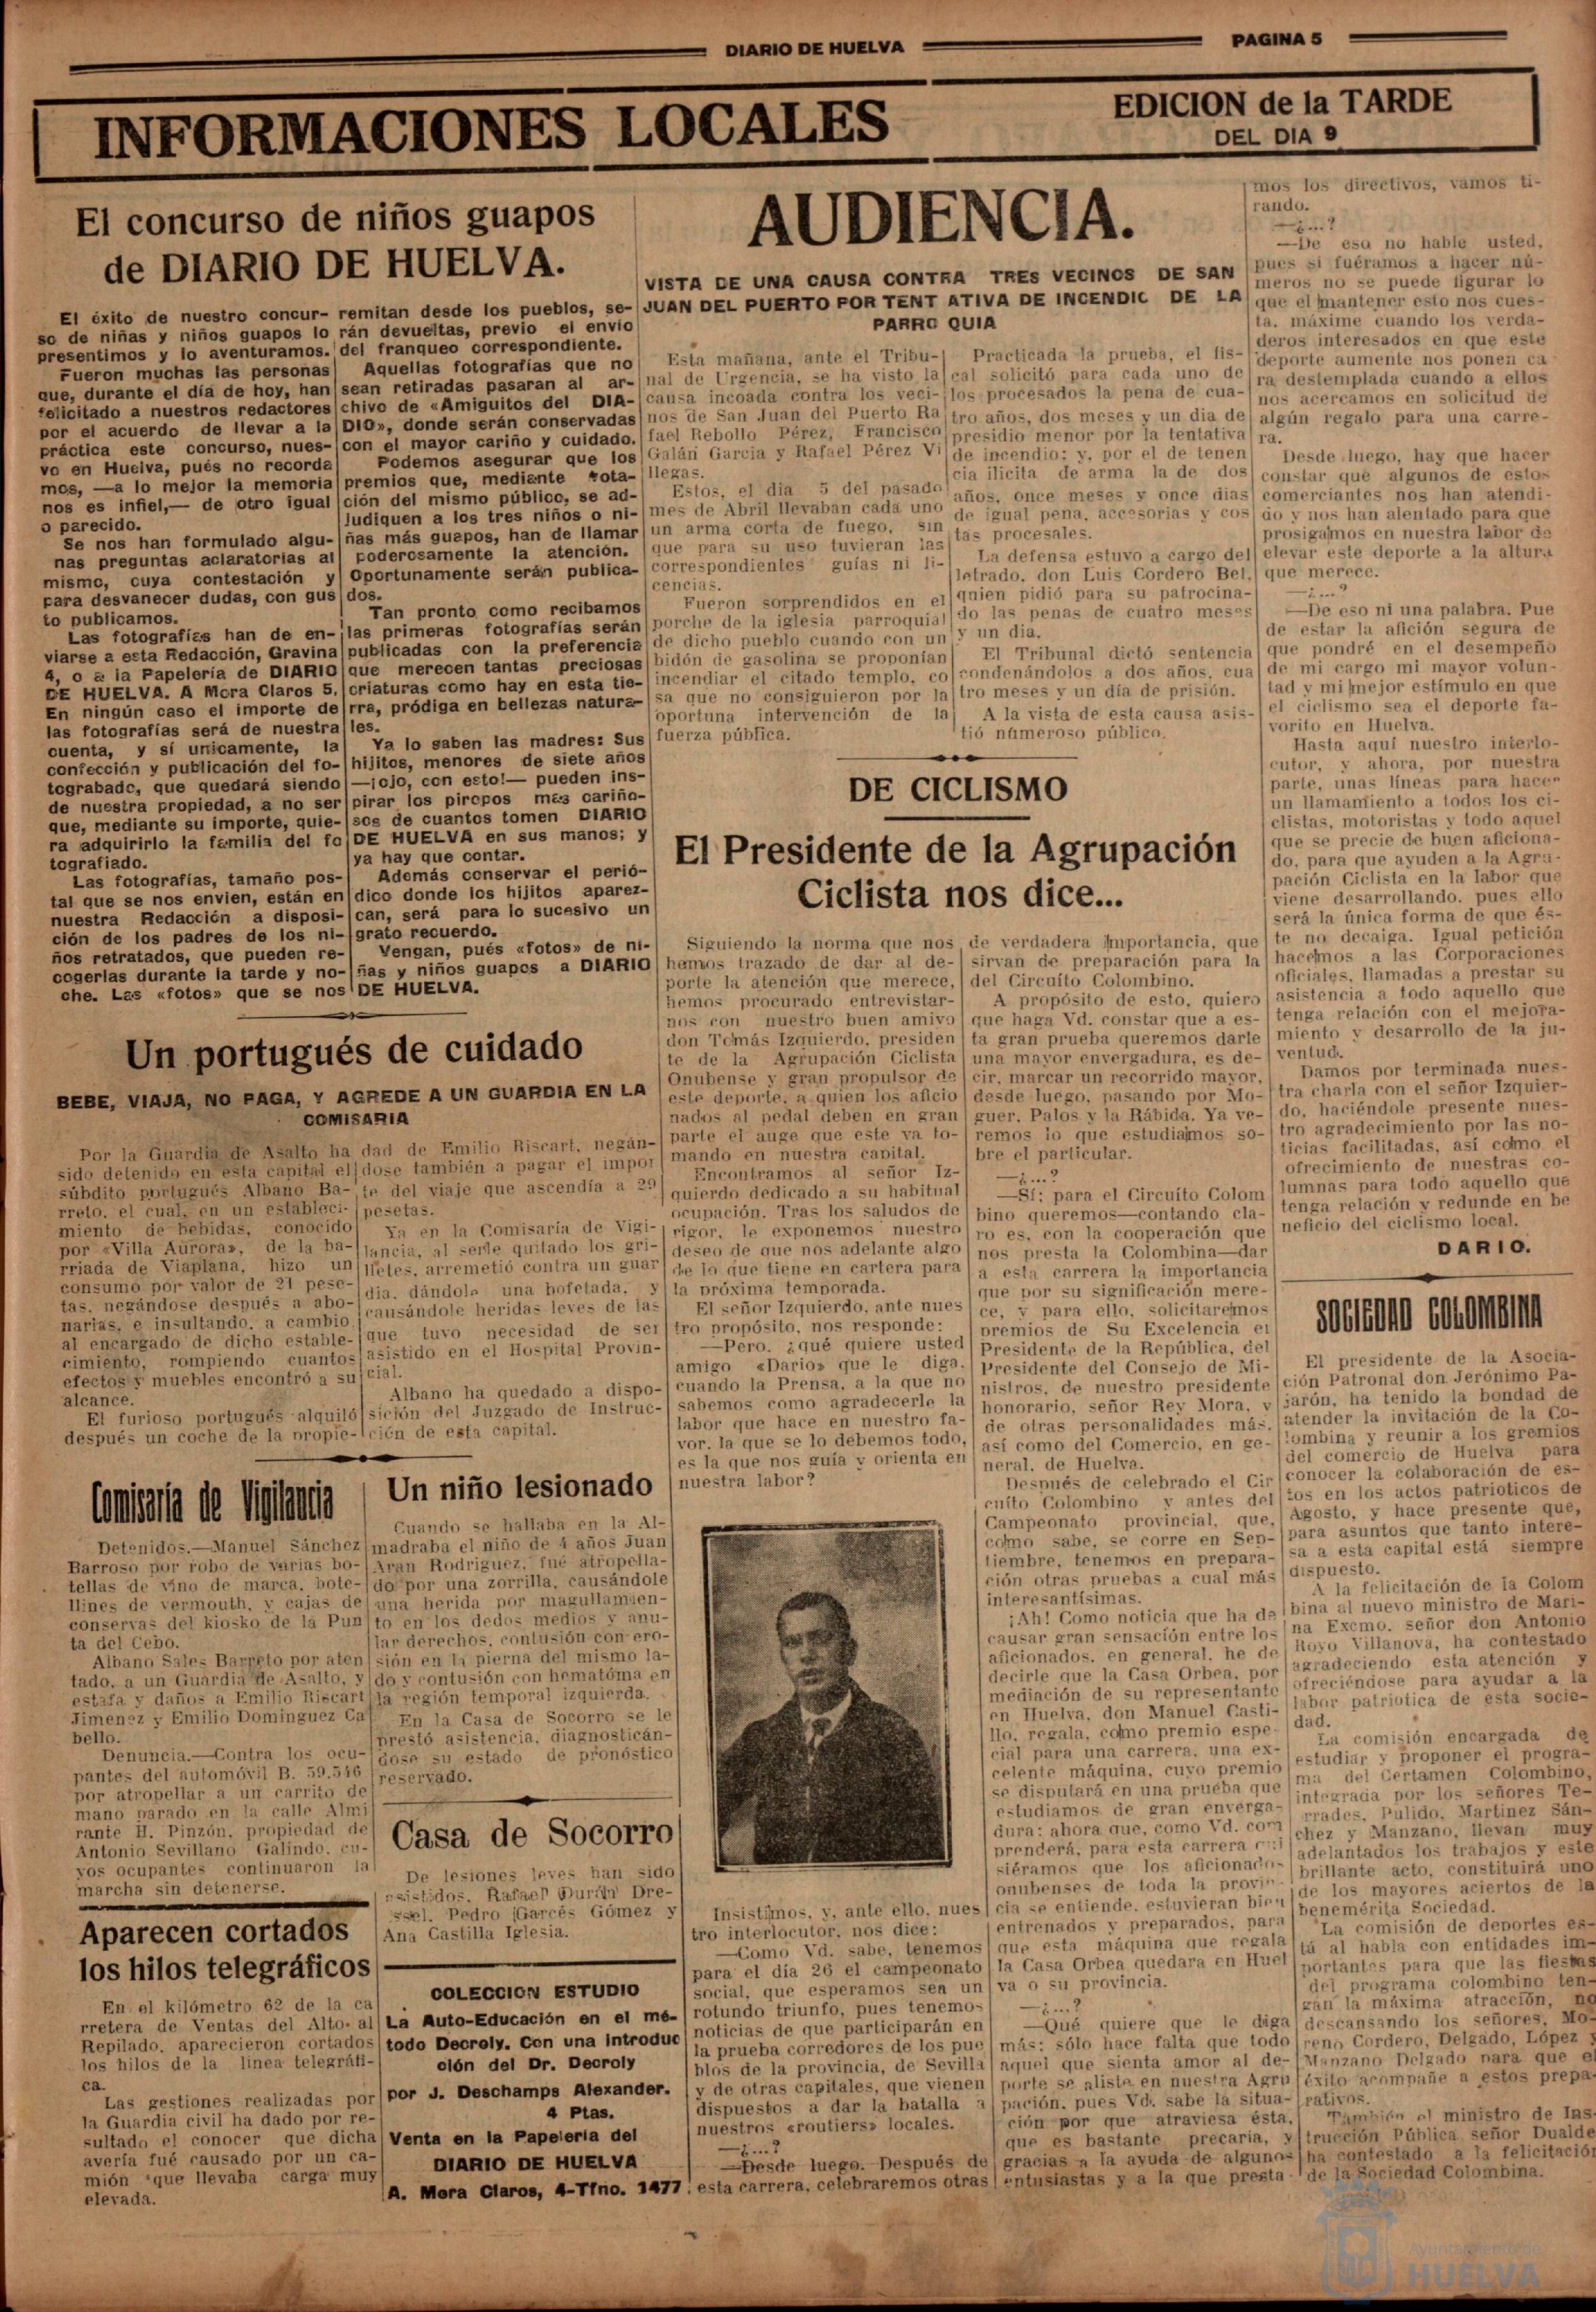 DIARIO DE HUELVA
PAGINA 5
INFORMACIONES LOCALES
EDICION de la TARDE
DEL DIA 9
El concurso de niños guapos
de DIARIO DE HUELVA.
El éxito de nuestro concur-
so de niñas y niños guapos lo
presentimos y lo aventuramos.
Fueron muchas las personas
que, durante el día de hoy, han
felicitado a nuestros redactores
por el acuerdo de llevar a la
práctica este concurso, nues-
vo en Huelva, pués no recorda
mos, —a lo mejor la memoria
nos es infiel,— de otro igual
o parecido.
Se nos han formulado algu-
nas preguntas aclaratorias al
mismo, cuya contestación y
para desvanecer dudas, con gus
to publicamos.
Las fotografías han de en-
viarse a esta Redacción, Gravina
4, o a la Papelería de DIARIO
DE HUELVA. A Mora Claros 5.
En ningún caso el importe de
las fotografías será de nuestra
cuenta, y sí unicamente, la
confección y publicación del fo-
tograbado, que quedará siendo
de nuestra propiedad, a no ser
que, mediante su importe, quie-
ra adquirirlo la familia del fo
tografiado.
Las fotografías, tamaño pos-
tal que se nos envien, están en
nuestra Redacción a disposi-
ción de los padres de los ni-
ños retratados, que pueden re-
cogerlas durante la tarde y no-
che. Las «fotos» que se nos
remitan desde los pueblos, se-
rán devueltas, previo el envio
del franqueo correspondiente.
Aquellas fotografías que no
sean retiradas pasaran al ar-
chivo de «Amiguitos del DIA-
DIO», donde serán conservadas
con el mayor cariño y cuidado.
Podemos asegurar que los
premios que, mediante vota-
ción del mismo público, se ad-
judiquen a los tres niños o ni-
ñas más guapos, han de llamar
poderosamente la atención.
Oportunamente serán publica-
dos.
Tan pronto como recibamos
las primeras fotografías serán
publicadas con la preferencia
que merecen tantas preciosas
criaturas como hay en esta tie-
rra, pródiga en bellezas natura-
les.
Ya lo saben las madres: Sus
hijitos, menores de siete años
—¡ojo, con esto!— pueden ins-
pirar los piropos mas cariño-
sos de cuantos tomen DIARIO
DE HUELVA en sus manos; y
ya hay que contar.
Además conservar el perió-
dico donde los hijitos aparez-
can, será para lo sucesivo un
grato recuerdo.
Vengan, pués «fotos» de ni-
ñas y niños guapos a DIARIO
DE HUELVA.
Un portugués de cuidado
BEBE, VIAJA, NO PAGA, Y AGREDE A UN GUARDIA EN LA
COMISARIA
Por la Guardia de Asalto ha
sido detenido en esta capital el
súbdito portugués Albano Ba-
rreto, el cual, en un estableci-
miento de bebidas, conocido
por «Villa Aurora», de la ba-
rriada de Viaplana, hizo un
consumo por valor de 21 pese-
tas, negándose después a abo-
narlas, e insultando, a cambio
al encargado de dicho estable-
cimiento, rompiendo cuantos
efectos y muebles encontró a su
alcance.
El furioso portugués alquiló
después un coche de la propie-
dad de Emilio Riscart, negán-
dose también a pagar el impor
te del viaje que ascendía a 29
pesetas.
Ya en la Comisaría de Vigi-
lancia, al serle quitado los gri-
lletes, arremetió contra un guar
dia, dándole una bofetada, y
causándole heridas leves de las
que tuvo necesidad de ser
asistido en el Hospital Provin-
cial.
Albano ha quedado a dispo-
sición del Juzgado de Instruc-
ción de esta capital.
Comisaría de Vigilancia
Detenidos.—Manuel Sánchez
Barroso por robo de varias bo-
tellas de vino de marca, bote-
llines de vermouth, y cajas de
conservas del kiosko de la Pun
ta del Cebo.
Albano Sales Barreto por aten
tado, a un Guardia de Asalto, y
estafa y daños a Emilio Riscart
Jimenez y Emilio Dominguez Ca
bello.
Denuncia.—Contra los ocu-
pantes del automóvil B. 59.546
por atropellar a un carrito de
mano parado en la calle Almi
rante H. Pinzón, propiedad de
Antonio Sevillano Galindo, cu-
yos ocupantes continuaron la
marcha sin detenerse.
Aparecen cortados
los hilos telegráficos
En el kilómetro 62 de la ca
rretera de Ventas del Alto al
Repilado, aparecieron cortados
los hilos de la linea telegráti-
ca.
Las gestiones realizadas por
la Guardia civil ha dado por re-
sultado el conocer que dicha
avería fué causado por un ca-
mión que llevaba carga muy
elevada.
Un niño lesionado
Cuando se hallaba en la Al-
madraba el niño de 4 años Juan
Aran Rodriguez, fué atropella-
do por una zorrilla, causándole
una herida por magullamien-
to en los dedos medios y anu-
lar derechos, contusión con ero-
sión en la pierna del mismo la-
do y contusión con hematóma en
la región temporal izquierda.
En la Casa de Socorro se le
prestó asistencia, diagnosticán-
dose su estado de pronóstico
reservado.
Casa de Socorro
De lesiones leves han sido
asistidos, Rafael Durán Dre-
ssel, Pedro Garcés Gómez y
Ana Castilla Iglesia.
COLECCION ESTUDIO
La Auto-Educación en el mé-
todo Decroly. Con una introduc
ción del Dr. Decroly
por J. Deschamps Alexander.
4 Ptas.
Venta en la Papelería del
DIARIO DE HUELVA
A. Mora Claros, 4-Tfno. 1477
AUDIENCIA.
VISTA DE UNA CAUSA CONTRA TRES VECINOS DE SAN
JUAN DEL PUERTO POR TENT ATIVA DE INCENDIC DE LA
PARRO QUIA
Esta mañana, ante el Tribu-
nal de Urgencia, se ha visto la
causa incoada contra los veci-
nos de San Juan del Puerto Ra
fael Rebollo Pérez, Francisco
Galán Garcia y Rafael Pérez Vi
llegas.
Estos, el dia 5 del pasado
mes de Abril llevaban cada uno
un arma corta de fuego, sin
que para su uso tuvieran las
correspondientes guías ni li-
cencias.
Fueron sorprendidos en el
porche de la iglesia parroquial
de dicho pueblo cuando con un
bidón de gasolina se proponían
incendiar el citado templo, co
sa que no consiguieron por la
oportuna intervención de la
fuerza pública.
Practicada la prueba, el fis-
cal solicitó para cada uno de
los procesados la pena de cua-
tro años, dos meses y un dia de
presidio menor por la tentativa
de incendio; y, por el de tenen
cia ilicita de arma la de dos
años, once meses y once dias
de igual pena, accesorias y cos
tas procesales.
La defensa estuvo a cargo del
letrado, don Luis Cordero Bel,
quien pidió para su patrocina-
do las penas de cuatro meses
y un dia.
El Tribunal dictó sentencia
condenándolos a dos años, cua
tro meses y un día de prisión.
A la vista de esta causa asis-
tió númeroso público.
DE CICLISMO
El Presidente de la Agrupación
Ciclista nos dice...
Siguiendo la norma que nos
hemos trazado de dar al de-
porte la atención que merece,
hemos procurado entrevistar-
nos con nuestro buen amivo
don Tomás Izquierdo, presiden
te de la Agrupación Ciclista
Onubense y gran propulsor de
este deporte, a quien los aficio
nados al pedal deben en gran
parte el auge que este va to-
mando en nuestra capital.
Encontramos al señor Iz-
quierdo dedicado a su habitual
ocupación. Tras los saludos de
rigor, le exponemos nuestro
deseo de que nos adelante algo
de lo que tiene en cartera para
la próxima temporada.
El señor Izquierdo, ante nues
tro propósito, nos responde:
—Pero, ¿qué quiere usted
amigo «Dario» que le diga,
cuando la Prensa, a la que no
sabemos como agradecerle la
labor que hace en nuestro fa-
vor, la que se lo debemos todo,
es la que nos guía y orienta en
nuestra labor?
Insistimos, y, ante ello, nues
tro interlocutor, nos dice:
—Como Vd. sabe, tenemos
para el día 26 el campeonato
social, que esperamos sea un
rotundo triunfo, pues tenemos
noticias de que participarán en
la prueba corredores de los pue
blos de la provincia, de Sevilla
y de otras capitales, que vienen
dispuestos a dar la batalla a
nuestros «routiers» locales.
—¿...?
—Desde luego. Después de
esta carrera, celebraremos otras
de verdadera importancia, que
sirvan de preparación para la
del Circuíto Colombino.
A propósito de esto, quiero
que haga Vd. constar que a es-
ta gran prueba queremos darle
una mayor envergadura, es de-
cir, marcar un recorrido mayor,
desde luego, pasando por Mo-
guer, Palos y la Rábida. Ya ve-
remos lo que estudiamos so-
bre el particular.
—¿...?
—Sí; para el Circuíto Colom
bino queremos—contando cla-
ro es, con la cooperación que
nos presta la Colombina—dar
a esta carrera la importancia
que por su significación mere-
ce, y para ello, solicitaremos
premios de Su Excelencia el
Presidente de la República, del
Presidente del Consejo de Mi-
nistros, de nuestro presidente
honorario, señor Rey Mora, y
de otras personalidades más,
así como del Comercio, en ge-
neral, de Huelva.
Después de celebrado el Cir
cuíto Colombino y antes del
Campeonato provincial, que,
como sabe, se corre en Sep-
tiembre, tenemos en prepara-
ción otras pruebas a cual más
interesantísimas.
¡Ah! Como noticia que ha de
causar gran sensación entre los
aficionados, en general, he de
decirle que la Casa Orbea, por
mediación de su representante
en Huelva, don Manuel Casti-
llo, regala, como premio espe-
cial para una carrera, una ex-
celente máquina, cuyo premio
se disputará en una prueba que
estudiamos de gran enverga-
dura; ahora que, como Vd. com
prenderá, para esta carrera qui
siéramos que los aficionados
onubenses de toda la provin-
cia se entiende, estuvieran bien
entrenados y preparados, para
que esta máquina que regala
la Casa Orbea quedara en Huel
va o su provincia.
—¿...?
—Qué quiere que le diga
más; sólo hace falta que todo
aquel que sienta amor al de-
porte se aliste en nuestra Agru
pación, pues Vd. sabe la situa-
ción por que atraviesa ésta,
que es bastante precaria, y
gracias a la ayuda de algunos
entusiastas y a la que presta-
mos los directivos, vamos ti-
rando.
—¿...?
—De eso no hable usted,
pues si fuéramos a hacer nú-
meros no se puede figurar lo
que el mantener esto nos cues-
ta, máxime cuando los verda-
deros interesados en que este
deporte aumente nos ponen ca
ra destemplada cuando a ellos
nos acercamos en solicitud de
algún regalo para una carre-
ra.
Desde luego, hay que hacer
constar que algunos de estos
comerciantes nos han atendi-
do y nos han alentado para que
prosigamos en nuestra labor de
elevar este deporte a la altura
que merece.
—¿...?
—De eso ni una palabra. Pue
de estar la afición segura de
que pondré en el desempeño
de mi cargo mi mayor volun-
tad y mi mejor estímulo en que
el ciclismo sea el deporte fa-
vorito en Huelva.
Hasta aquí nuestro interlo-
cutor, y ahora, por nuestra
parte, unas líneas para hacer
un llamamiento a todos los ci-
clistas, motoristas y todo aquel
que se precie de buen aficiona-
do, para que ayuden a la Agru-
pación Ciclista en la labor que
viene desarrollando, pues ello
será la única forma de que és-
te no decaiga. Igual petición
hacemos a las Corporaciones
oficiales, llamadas a prestar su
asistencia a todo aquello que
tenga relación con el mejora-
miento y desarrollo de la ju-
ventud.
Damos por terminada nues-
tra charla con el señor Izquier-
do, haciéndole presente nues-
tro agradecimiento por las no-
ticias facilitadas, así como el
ofrecimiento de nuestras co-
lumnas para todo aquello que
tenga relación y redunde en be
neficio del ciclismo local.
DARIO.
SOCIEDAD COLOMBINA
El presidente de la Asocia-
ción Patronal don Jerónimo Pa-
jarón, ha tenido la bondad de
atender la invitación de la Co-
lombina y reunir a los gremios
del comercio de Huelva para
conocer la colaboración de es-
tos en los actos patrioticos de
Agosto, y hace presente que,
para asuntos que tanto intere-
sa a esta capital está siempre
dispuesto.
A la felicitación de la Colom
bina al nuevo ministro de Mari-
na Excmo. señor don Antonio
Royo Villanova, ha contestado
agradeciendo esta atención y
ofreciéndose para ayudar a la
labor patriotica de esta socie-
dad.
La comisión encargada de
estudiar y proponer el progra-
ma del Certamen Colombino,
integrada por los señores Te-
rrades, Pulido, Martinez Sán-
chez y Manzano, llevan muy
adelantados los trabajos y este
brillante acto, constituirá uno
de los mayores aciertos de la
benemérita Sociedad.
La comisión de deportes es-
tá al habla con entidades im-
portantes para que las fiestas
del programa colombino ten-
gan la máxima atracción, no
descansando los señores, Mo-
reno Cordero, Delgado, López y
Manzano Delgado para que el
éxito acompañe a estos prepa-
rativos.
También el ministro de Ins-
trucción Pública señor Dualde
ha contestado a la felicitación
de la Sociedad Colombina.
Ayuntamiento de
HUELVA